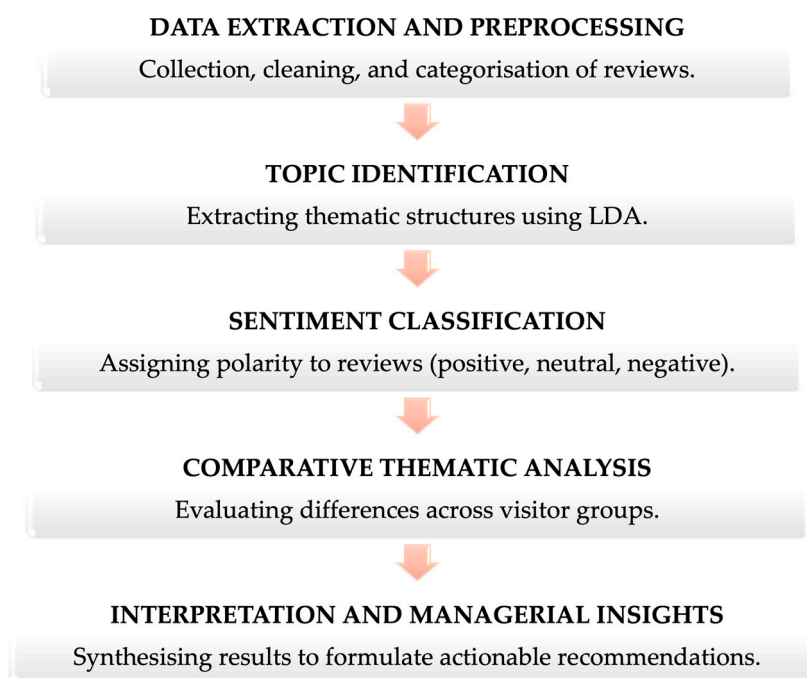 DATA EXTRACTION AND PREPROCESSING
Collection, cleaning, and categorisation of reviews.
TOPIC IDENTIFICATION
Extracting thematic structures using LDA.
SENTIMENT CLASSIFICATION
Assigning polarity to reviews (positive, neutral, negative).
COMPARATIVE THEMATIC ANALYSIS
Evaluating differences across visitor groups.
INTERPRETATION AND MANAGERIAL INSIGHTS
Synthesising results to formulate actionable recommendations.